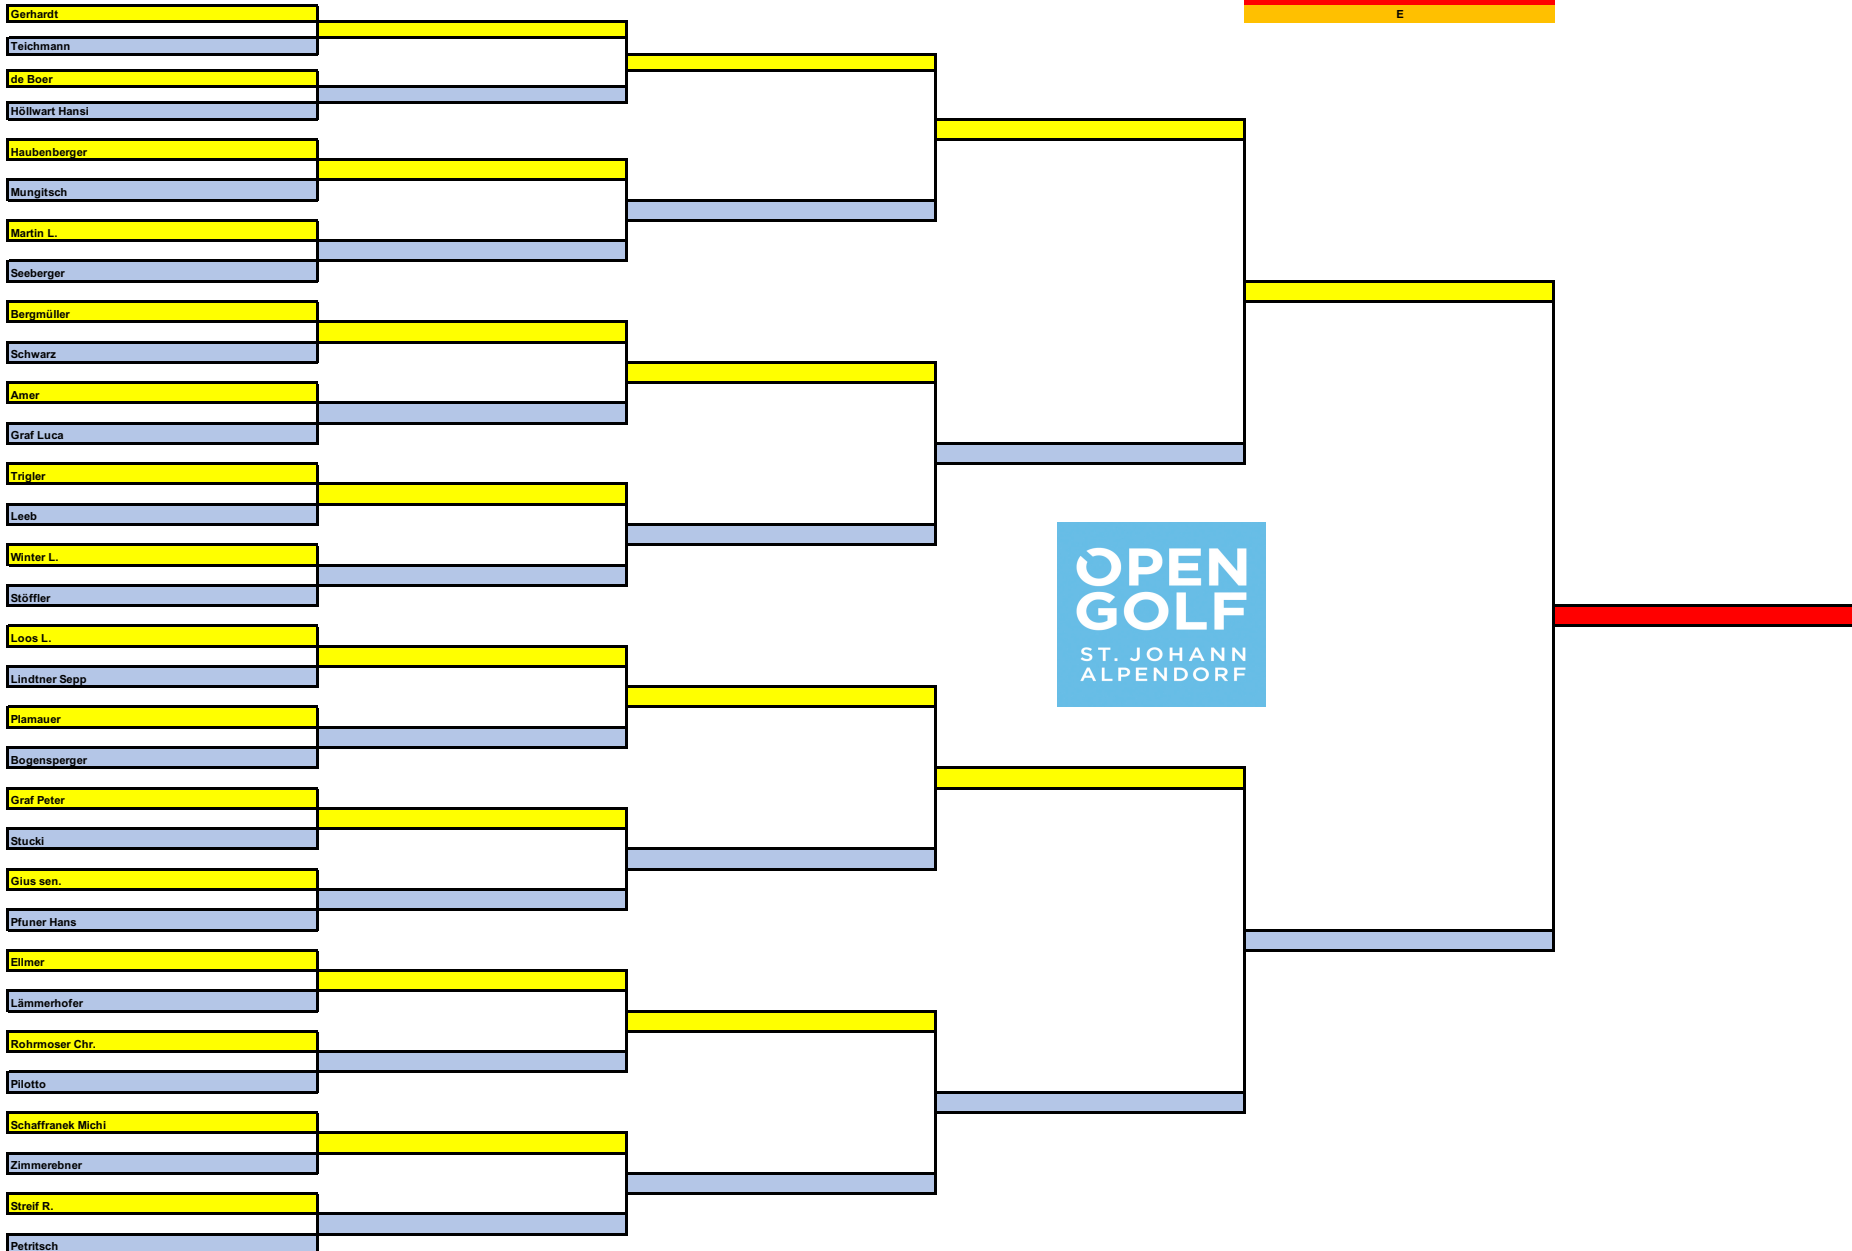 Gerhardt
E
Teichmann
de Boer
Höllwart Hansi
Haubenberger
Mungitsch
Martin L.
Seeberger
Bergmüller
Schwarz
Amer
Graf Luca
Trigler
Leeb
Winter L.
Stöffler
OPEN
GOLF
ST. JOHANN
ALPENDORF
Loos L.
Lindtner Sepp
Plamauer
Bogensperger
Graf Peter
Stucki
Gius sen.
Pfuner Hans
Ellmer
Lämmerhofer
Rohrmoser Chr.
Pilotto
Schaffranek Michi
Zimmerebner
Streif R.
Petritsch